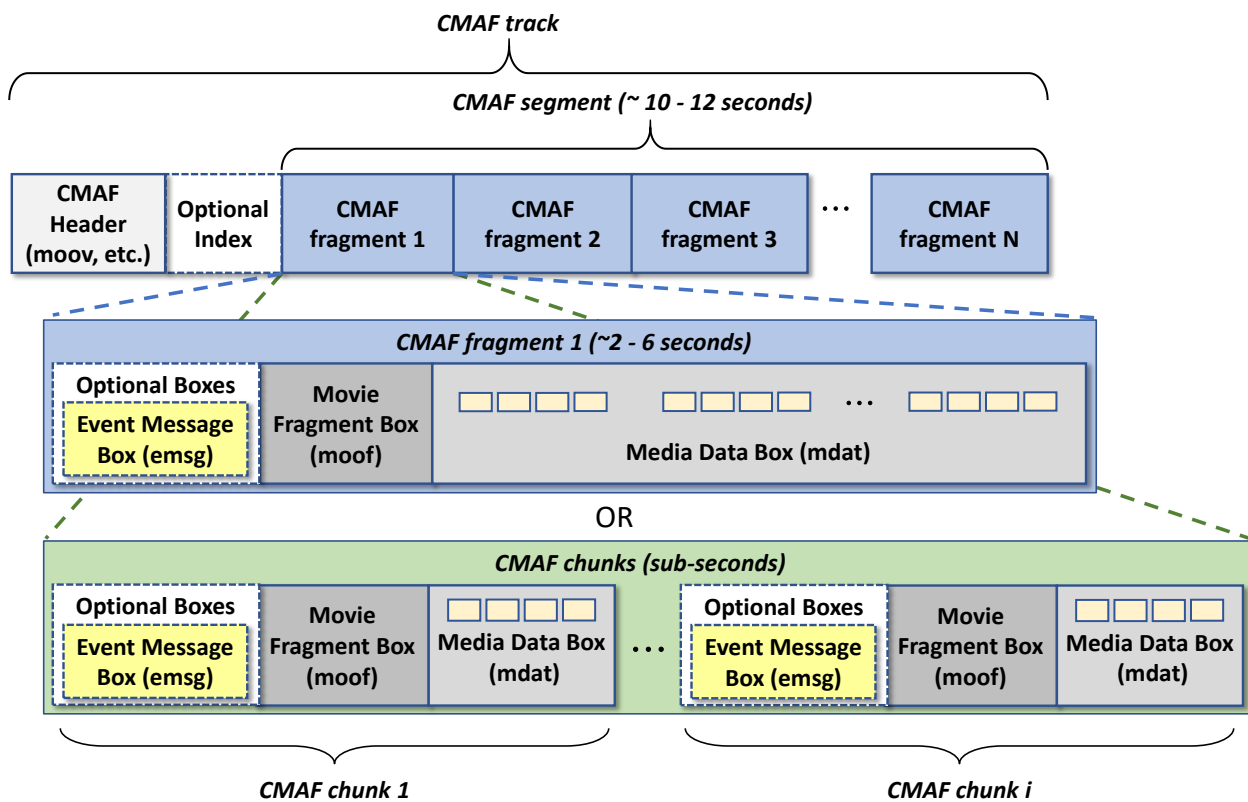 CMAF track
CMAF segment (~ 10 - 12 seconds)
CMAF
Header
(moov, etc.)
Optional
Index
CMAF
fragment 1
CMAF
fragment 2
CMAF
fragment 3
...
CMAF
fragment N
CMAF fragment 1 (~2 - 6 seconds)
Optional Boxes
Event Message
Box (emsg)
Movie
Fragment Box
(moof)
...
Media Data Box (mdat)
OR
CMAF chunks (sub-seconds)
Optional Boxes
Event Message
Box (emsg)
Movie
Fragment Box
(moof)
Media Data Box
(mdat)
...
Optional Boxes
Event Message
Box (emsg)
Movie
Fragment Box
(moof)
Media Data Box
(mdat)
CMAF chunk 1
CMAF chunk i